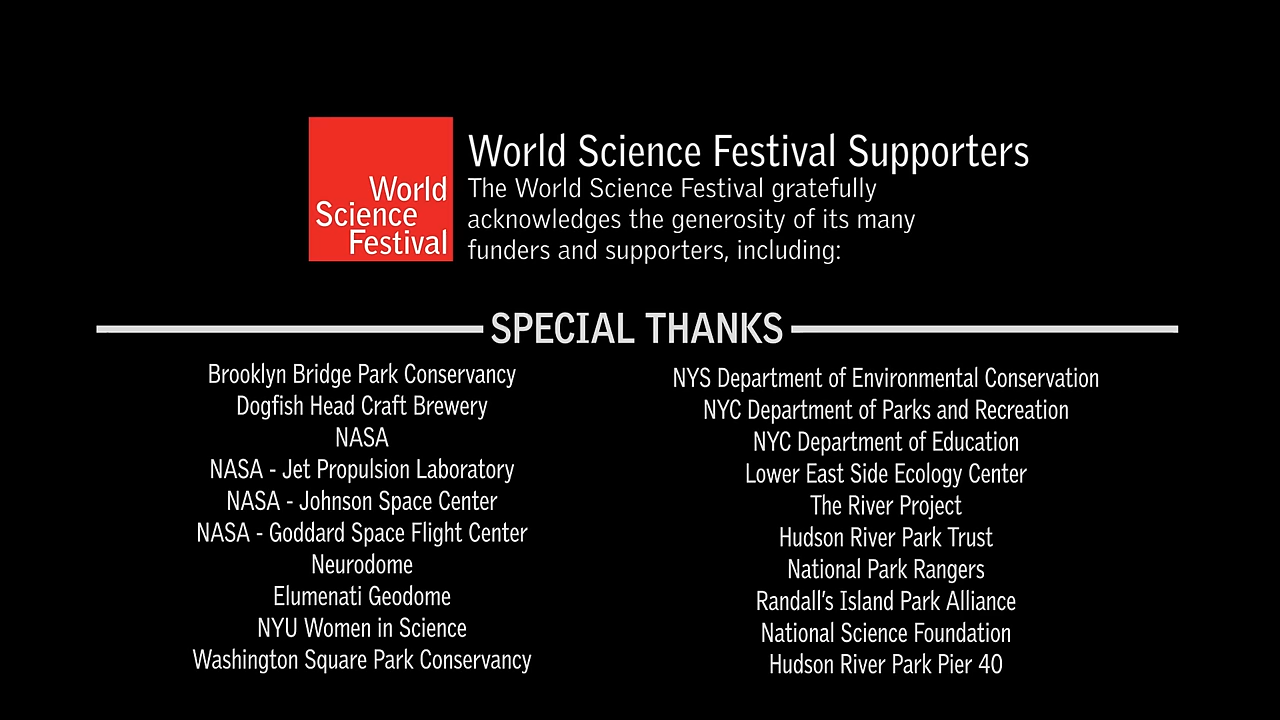 World
Science
Festival
World Science Festival Supporters
The World Science Festival gratefully
acknowledges the generosity of its many
funders and supporters, including:
SPECIAL THANKS
Brooklyn Bridge Park Conservancy
Dogfish Head Craft Brewery
NASA
NASA - Jet Propulsion Laboratory
NASA - Johnson Space Center
NASA - Goddard Space Flight Center
Neurodome
Elumenati Geodome
NYU Women in Science
Washington Square Park Conservancy
NYS Department of Environmental Conservation
NYC Department of Parks and Recreation
NYC Department of Education
Lower East Side Ecology Center
The River Project
Hudson River Park Trust
National Park Rangers
Randall's Island Park Alliance
National Science Foundation
Hudson River Park Pier 40